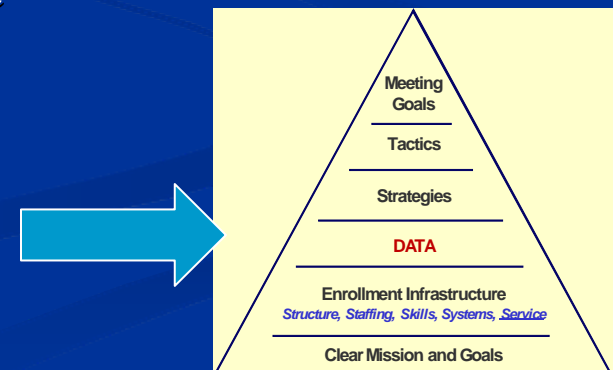 Meeting
Goals
Tactics
Strategies
DATA
Enrollment Infrastructure
Structure, Staffing, Skills, Systems, Service
Clear Mission and Goals